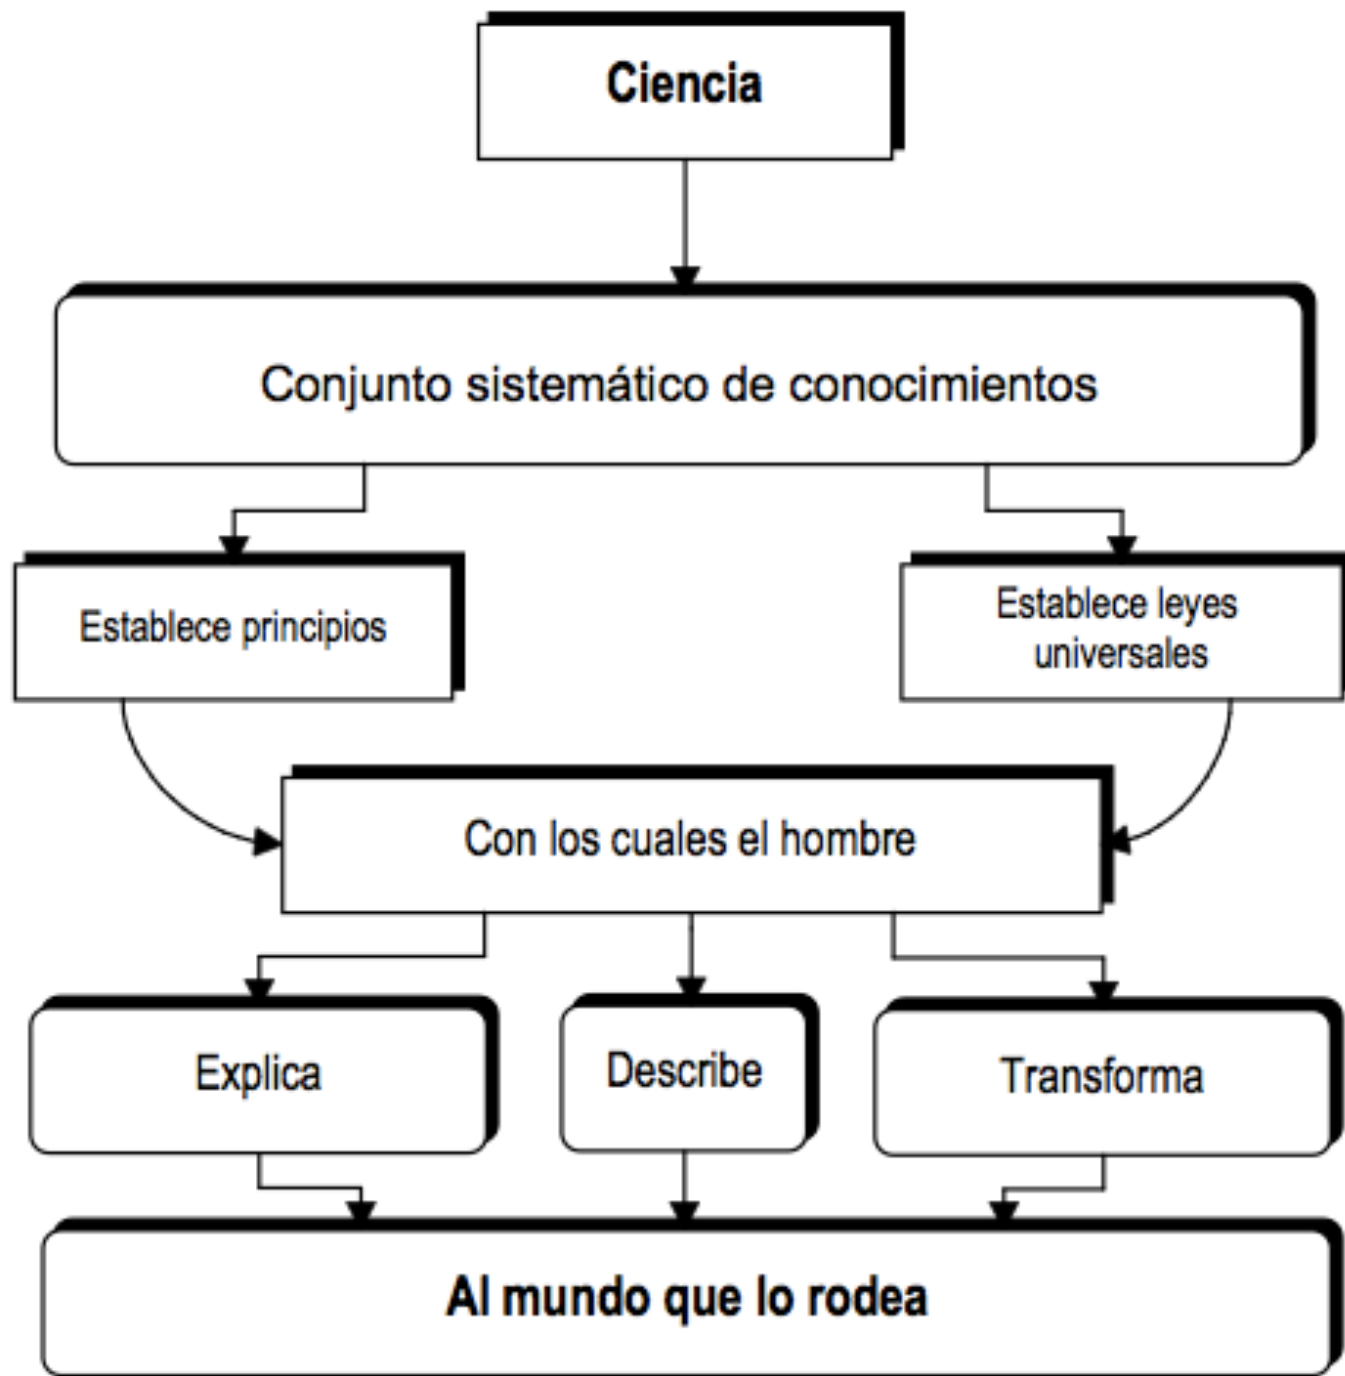 Ciencia
Conjunto sistemático de conocimientos
Establece principios
Establece leyes
universales
Con los cuales el hombre
Explica
Describe
Transforma
Al mundo que lo rodea